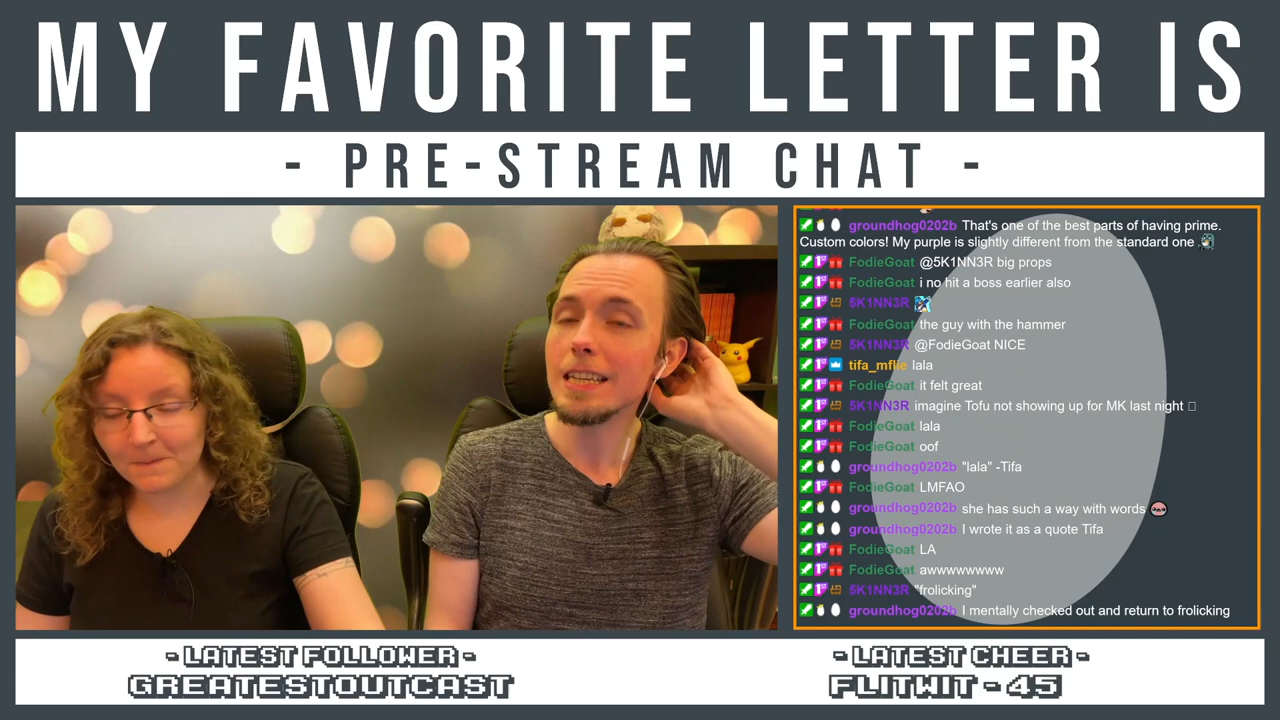 MY FAVORITE LETTER IS
- PRE-STREAM CHAT -
groundhog0202b That's one of the best parts of having prime.
Custom colors! My purple is slightly different from the standard one
FodieGoat @5K1NN3R big props
FodieGoat i no hit a boss earlier also
5K1NN3R
FodieGoat the guy with the hammer
5K1NN3R @FodieGoat NICE
tifa_mflie lala
FodieGoat it felt great
5K1NN3R imagine Tofu not showing up for MK last night
FodieGoat lala
FodieGoat oof
groundhog0202b "lala" -Tifa
FodieGoat LMFAO
groundhog0202b she has such a way with words
groundhog0202b I wrote it as a quote Tifa
FodieGoat LA
FodieGoat awwwwwwww
5K1NN3R "frolicking"
groundhog0202b I mentally checked out and return to frolicking
- LATEST FOLLOWER -
GREATESTOUTCAST
- LATEST CHEER -
FLITWIT - 45